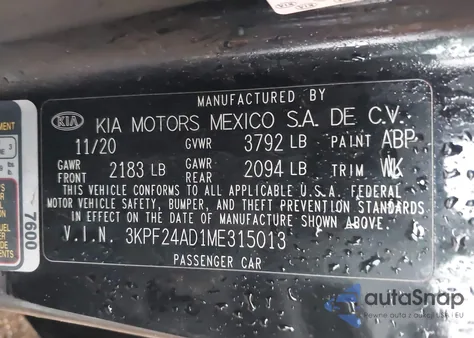 MANUFACTURED BY
KIA KIA MOTORS MEXICO S.A. DE C.V.
11/20 GVWR 3792 LB PAINT ABP
GAWR FRONT 2183 LB GAWR REAR 2094 LB TRIM WK
THIS VEHICLE CONFORMS TO ALL APPLICABLE U.S.A. FEDERAL
MOTOR VEHICLE SAFETY, BUMPER, AND THEFT PREVENTION STANDARDS
IN EFFECT ON THE DATE OF MANUFACTURE SHOWN ABOVE.
V.I.N. 3KPF24AD1ME315013
PASSENGER CAR
7600
autaSnap